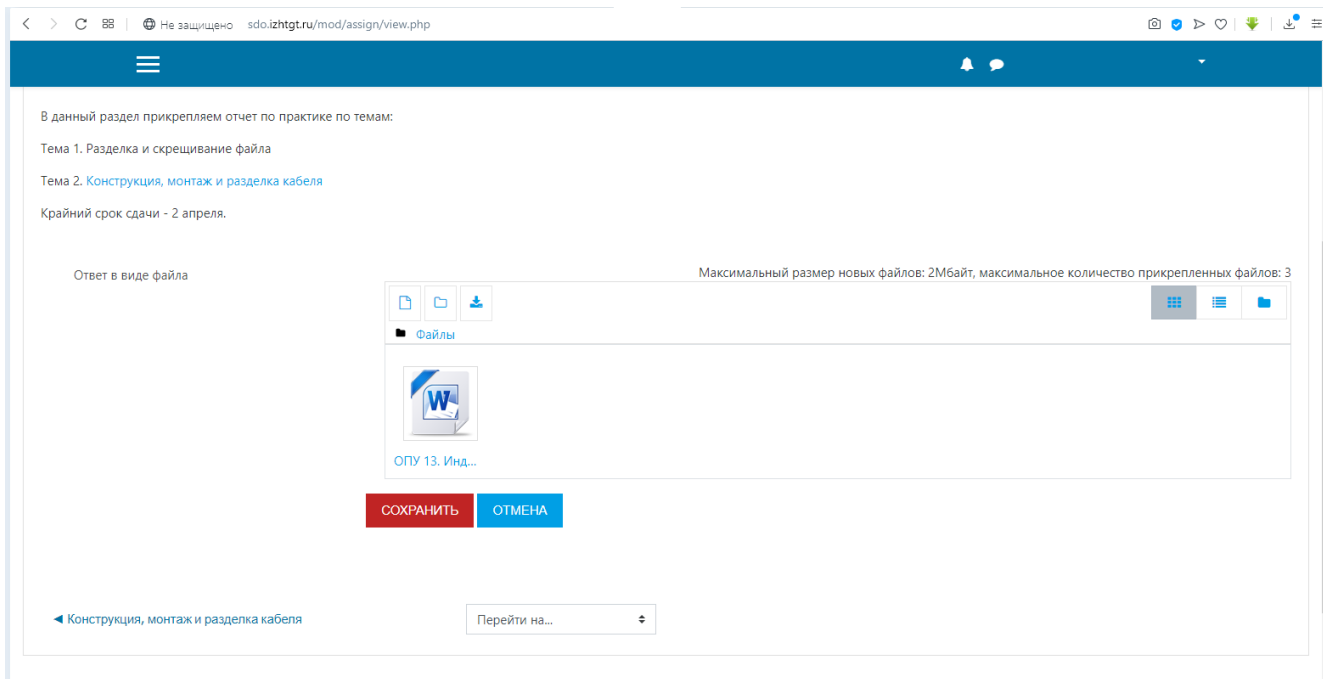 Не защищено sdo.izhtgt.ru/mod/assign/view.php
В данный раздел прикрепляем отчет по практике по темам:
Тема 1. Разделка и скрещивание файла
Тема 2. Конструкция, монтаж и разделка кабеля
Крайний срок сдачи - 2 апреля.
Ответ в виде файла
Максимальный размер новых файлов: 2Мбайт, максимальное количество прикрепленных файлов: 3
Файлы
W
ОПУ 13. Инд...
СОХРАНИТЬ ОТМЕНА
◄ Конструкция, монтаж и разделка кабеля
Перейти на...